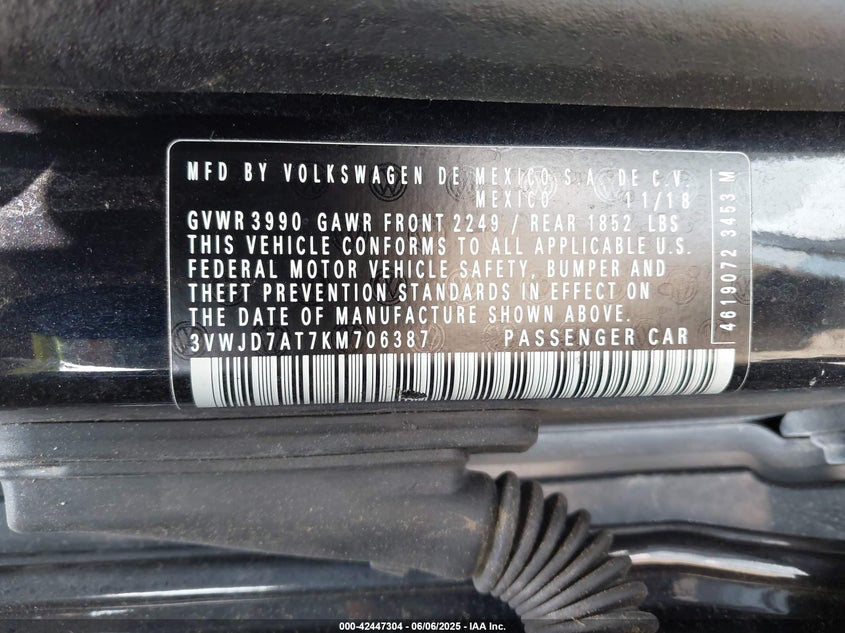 MFD BY VOLKSWAGEN DE MEXICO S.A. DE C.V.
MEXICO 11/18
GVWR 3990 GAWR FRONT 2249 / REAR 1852 LBS
THIS VEHICLE CONFORMS TO ALL APPLICABLE U.S.
FEDERAL MOTOR VEHICLE SAFETY, BUMPER AND
THEFT PREVENTION STANDARDS IN EFFECT ON
THE DATE OF MANUFACTURE SHOWN ABOVE.
3VWJD7AT7KM706387 PASSENGER CAR
4619072 3453 M
000-42447304 - 06/06/2025 - IAA Inc.